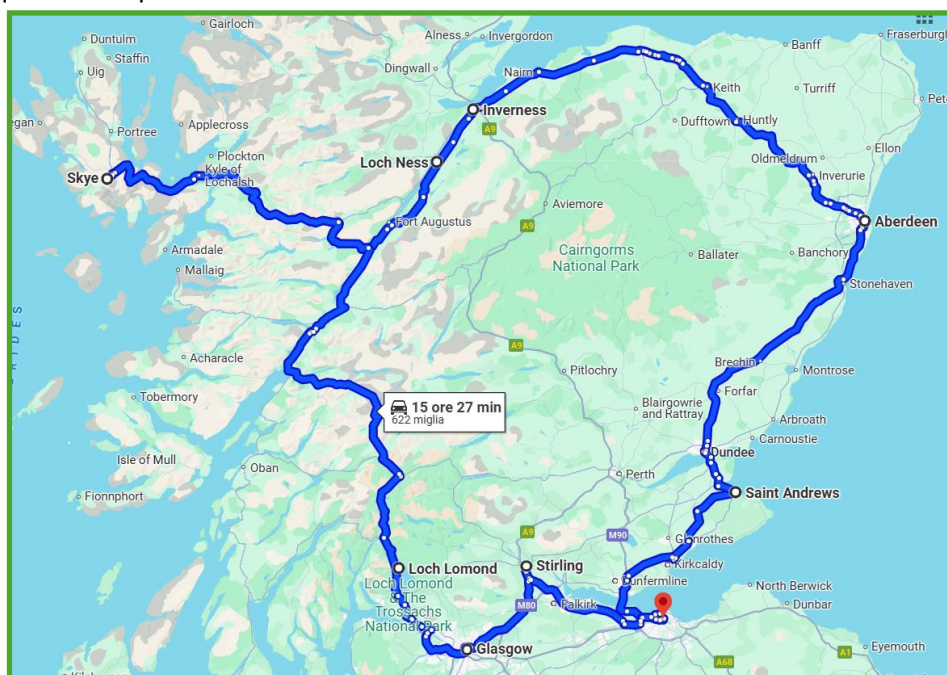 Gairloch
Alness
Invergordon
Fraserburgh
Duntulm
Banff
Staffin
Dingwall
Uig
Nairn
Keith
Turriff
Inverness
Portree
Applecross
A9
Dufftown
Huntly
Plockton
Loch Ness
Oldmeldrum
Ellon
Skye
Kyle of
Lochalsh
Inverurie
Fort Augustus
Aviemore
A9
Aberdeen
Armadale
Cairngorms
National Park
Ballater
Banchory
Mallaig
Stonehaven
Acharacle
A9
Pitlochry
Brechin
Montrose
Tobermory
15 ore 27 min
622 miglia
Blairgowrie
and Rattray
Forfar
Arbroath
Carnoustie
Isle of Mull
Oban
Dundee
Perth
Fionnphort
Saint Andrews
A9
M90
Glenrothes
Loch Lomond
Stirling
Kirkcaldy
Loch Lomond
& The
Trossachs
National Park
Dunfermline
North Berwick
M80
Falkirk
Dunbar
Glasgow
A68
A1
Eyemouth